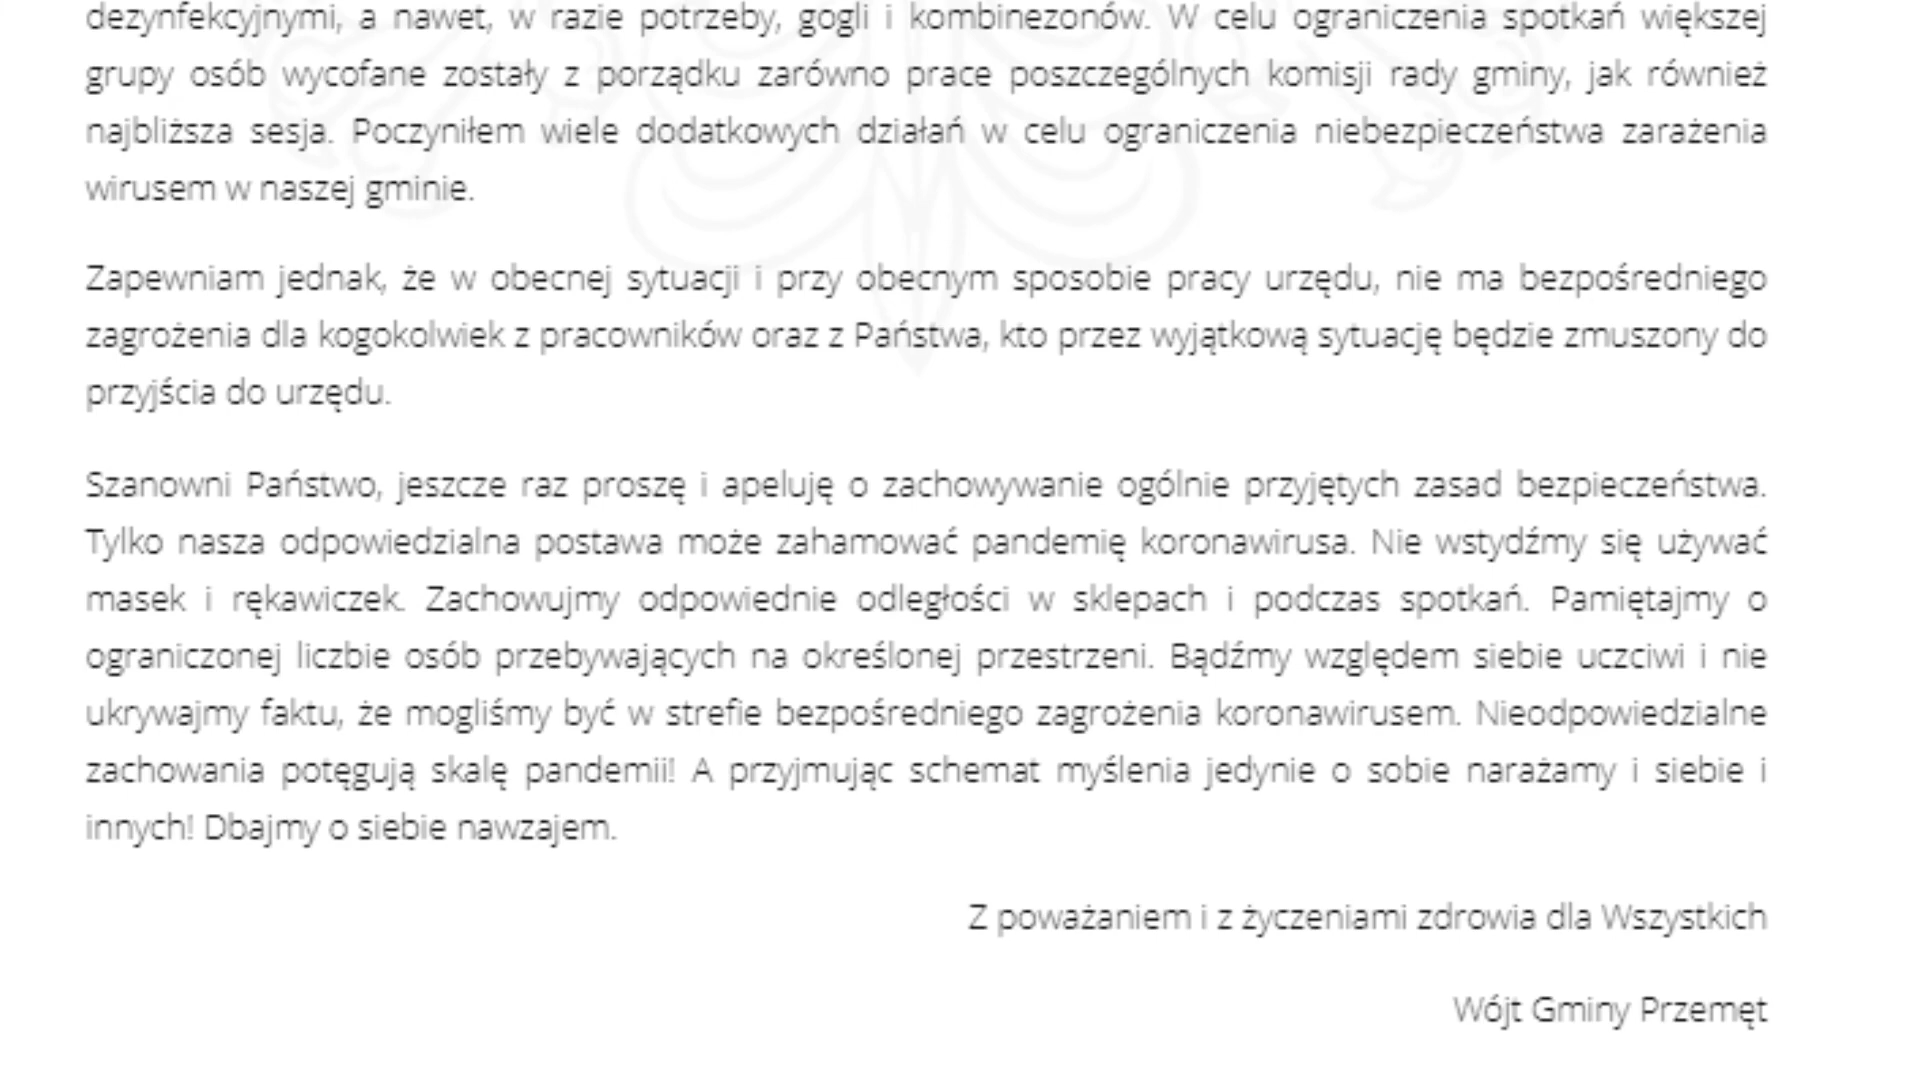 dezynfekcyjnymi, a nawet, w razie potrzeby, gogli i kombinezonów. W celu ograniczenia spotkań większej
grupy osób wycofane zostały z porządku zarówno prace poszczególnych komisji rady gminy, jak również
najbliższa sesja. Poczyniłem wiele dodatkowych działań w celu ograniczenia niebezpieczeństwa zarażenia
wirusem w naszej gminie.
Zapewniam jednak, że w obecnej sytuacji i przy obecnym sposobie pracy urzędu, nie ma bezpośredniego
zagrożenia dla kogokolwiek z pracowników oraz z Państwa, kto przez wyjątkową sytuację będzie zmuszony do
przyjścia do urzędu.
Szanowni Państwo, jeszcze raz proszę i apeluję o zachowywanie ogólnie przyjętych zasad bezpieczeństwa.
Tylko nasza odpowiedzialna postawa może zahamować pandemię koronawirusa. Nie wstydźmy się używać
masek i rękawiczek. Zachowujmy odpowiednie odległości w sklepach i podczas spotkań. Pamiętajmy o
ograniczonej liczbie osób przebywających na określonej przestrzeni. Bądźmy względem siebie uczciwi i nie
ukrywajmy faktu, że mogliśmy być w strefie bezpośredniego zagrożenia koronawirusem. Nieodpowiedzialne
zachowania potęgują skalę pandemii! A przyjmując schemat myślenia jedynie o sobie narażamy i siebie i
innych! Dbajmy o siebie nawzajem.
Z poważaniem i z życzeniami zdrowia dla Wszystkich
Wójt Gminy Przemęt